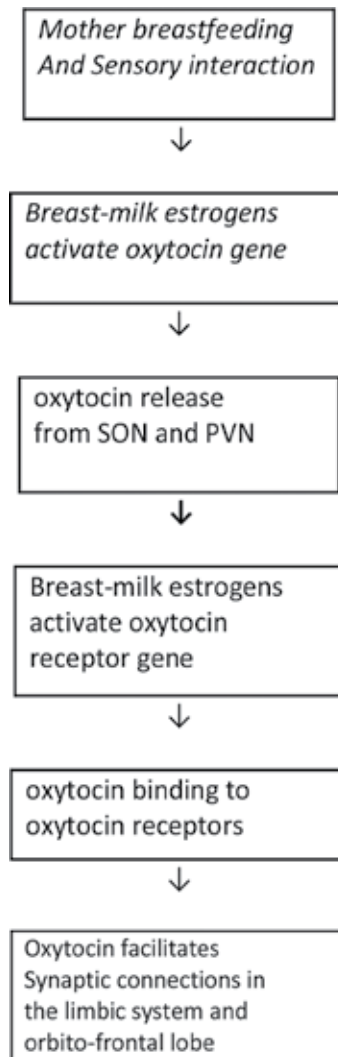 Mother breastfeeding
And Sensory interaction
Breast-milk estrogens
activate oxytocin gene
oxytocin release
from SON and PVN
Breast-milk estrogens
activate oxytocin
receptor gene
oxytocin binding to
oxytocin receptors
Oxytocin facilitates
Synaptic connections in
the limbic system and
orbito-frontal lobe